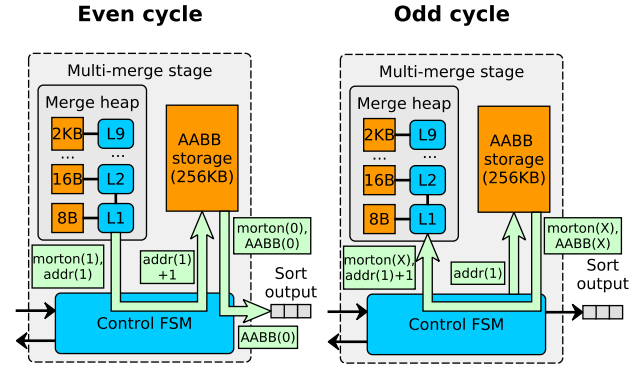 Even cycle
Multi-merge stage
Merge heap
2KB
L9
...
...
16B
L2
8B
L1
AABB
storage
(256KB)
morton(1),
addr(1)
addr(1)
+1
morton(0),
AABB(0)
Sort
output
Control FSM
AABB(0)
Odd cycle
Multi-merge stage
Merge heap
2KB
L9
...
...
16B
L2
8B
L1
AABB
storage
(256KB)
morton(X),
addr(1)+1
addr(1)
morton(X),
AABB(X)
Sort
output
Control FSM